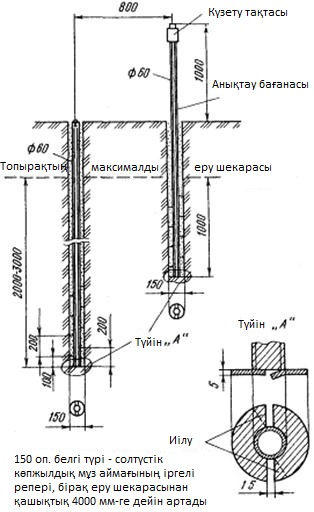 800
Күзету тақтасы
ф60
Анықтау бағанасы
1000
ф60
Топырақтың максималды еру шекарасы
2000-3000
1000
150
200
200
100
Түйін „А“
150
Түйін „А“
5
Иілу
15
150 оп. белгі түрі - солтүстік
көпжылдық мұз аймағының іргелі
репері, бірақ еру шекарасынан
қашықтық 4000 мм-ге дейін артады